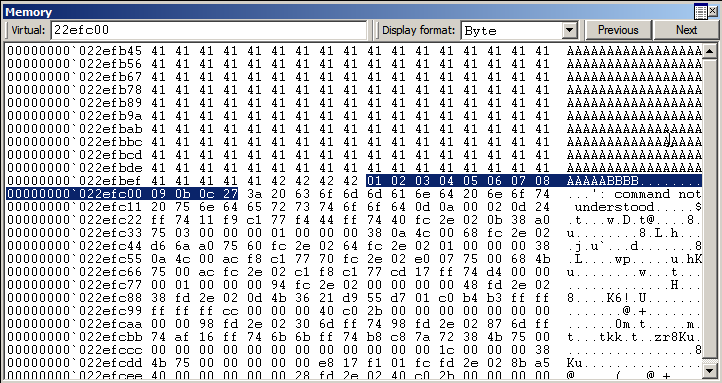 Memory
Virtual: 22efc00 Display format: Byte Previous Next
00000000`022efb45 41 41 41 41 41 41 41 41 41 41 41 41 41 41 41 41 41 AAAAAAAAAAAAAAAAA
00000000`022efb56 41 41 41 41 41 41 41 41 41 41 41 41 41 41 41 41 41 AAAAAAAAAAAAAAAAA
00000000`022efb67 41 41 41 41 41 41 41 41 41 41 41 41 41 41 41 41 41 AAAAAAAAAAAAAAAAA
00000000`022efb78 41 41 41 41 41 41 41 41 41 41 41 41 41 41 41 41 41 AAAAAAAAAAAAAAAAA
00000000`022efb89 41 41 41 41 41 41 41 41 41 41 41 41 41 41 41 41 41 AAAAAAAAAAAAAAAAA
00000000`022efb9a 41 41 41 41 41 41 41 41 41 41 41 41 41 41 41 41 41 AAAAAAAAAAAAAAAAA
00000000`022efbab 41 41 41 41 41 41 41 41 41 41 41 41 41 41 41 41 41 AAAAAAAAAAAAAAAAA
00000000`022efbbc 41 41 41 41 41 41 41 41 41 41 41 41 41 41 41 41 41 AAAAAAAAAAAAAAAAA
00000000`022efbcd 41 41 41 41 41 41 41 41 41 41 41 41 41 41 41 41 41 AAAAAAAAAAAAAAAAA
00000000`022efbde 41 41 41 41 41 41 41 41 41 41 41 41 41 41 41 41 41 AAAAAAAAAAAAAAAAA
00000000`022efbef 41 41 41 41 41 42 42 42 42 01 02 03 04 05 06 07 08 AAAAABBBB........
00000000`022efc00 09 0b 0c 27 3a 20 63 6f 6d 6d 61 6e 64 20 6e 6f 74 ...': command not
00000000`022efc11 20 75 6e 64 65 72 73 74 6f 6f 64 0d 0a 00 02 0d 24 understood.....$
00000000`022efc22 ff 74 11 f9 c1 77 f4 44 ff 74 40 fc 2e 02 0b 38 a0 .t...w.D.t@....8.
00000000`022efc33 75 03 00 00 00 01 00 00 00 38 0a 4c 00 68 fc 2e 02 u........8.L.h...
00000000`022efc44 d6 6a a0 75 60 fc 2e 02 64 fc 2e 02 01 00 00 00 38 .j.u`...d.......8
00000000`022efc55 0a 4c 00 ac f8 c1 77 70 fc 2e 02 e0 07 75 00 68 4b .L....wp.....u.hK
00000000`022efc66 75 00 ac fc 2e 02 c1 f8 c1 77 cd 17 ff 74 d4 00 00 u........w...t...
00000000`022efc77 00 01 00 00 00 94 fc 2e 02 00 00 00 00 48 fd 2e 02 .............H...
00000000`022efc88 38 fd 2e 02 0d 4b 36 21 d9 55 d7 01 c0 b4 b3 ff ff 8....K6!.U.......
00000000`022efc99 ff ff ff cc 00 00 00 00 40 c0 2b 00 00 00 00 00 00 ........@.+......
00000000`022efcaa 00 00 98 fd 2e 02 30 6d ff 74 98 fd 2e 02 87 6d ff ......0m.t.....m.
00000000`022efcbb 74 af 16 ff 74 6b 6b ff 74 b8 c8 7a 72 38 4b 75 00 t...tkk.t..zr8Ku.
00000000`022efccc 00 00 00 00 00 00 00 00 00 00 00 00 1c 00 00 00 38 ................8
00000000`022efcdd 4b 75 00 00 00 00 00 e8 17 f1 01 fc fd 2e 02 8b a5 Ku...............
00000000`022efcee 40 00 00 00 00 00 00 28 fd 2e 02 40 c0 2b 00 00 00 @......(...@.+...